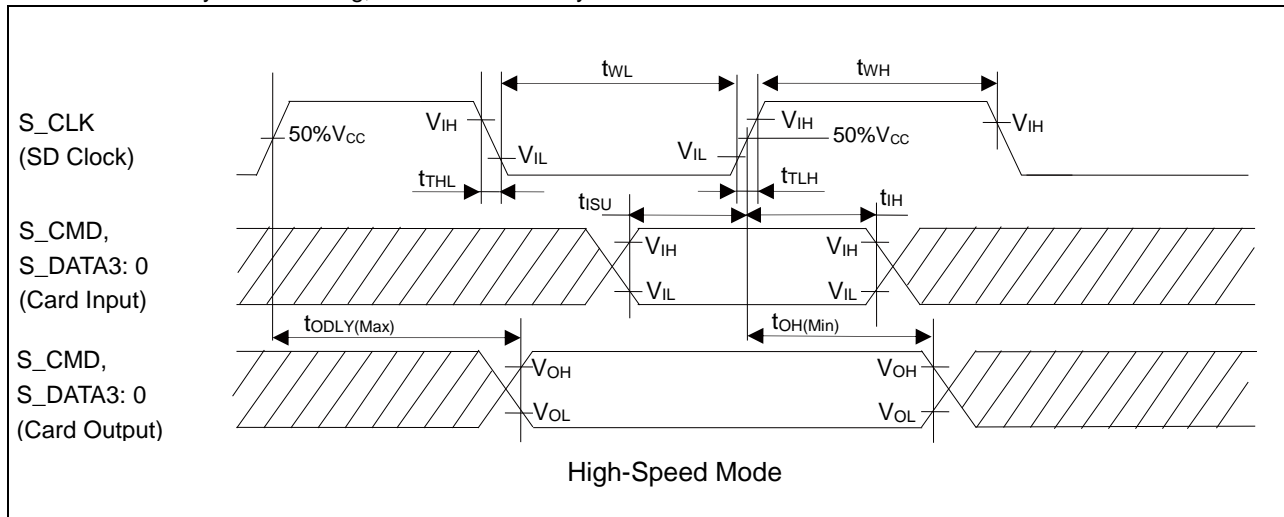 tWL
tWH
S_CLK
(SD Clock)
50%VCC
VIH
VIL
VIL
VIH
50%VCC
VIH
tTHL
tTLH
tISU
tIH
S_CMD,
S_DATA3: 0
(Card Input)
VIH
VIL
VIH
VIL
tODLY(Max)
tOH(Min)
S_CMD,
S_DATA3: 0
(Card Output)
VOH
VOL
VOH
VOL
High-Speed Mode